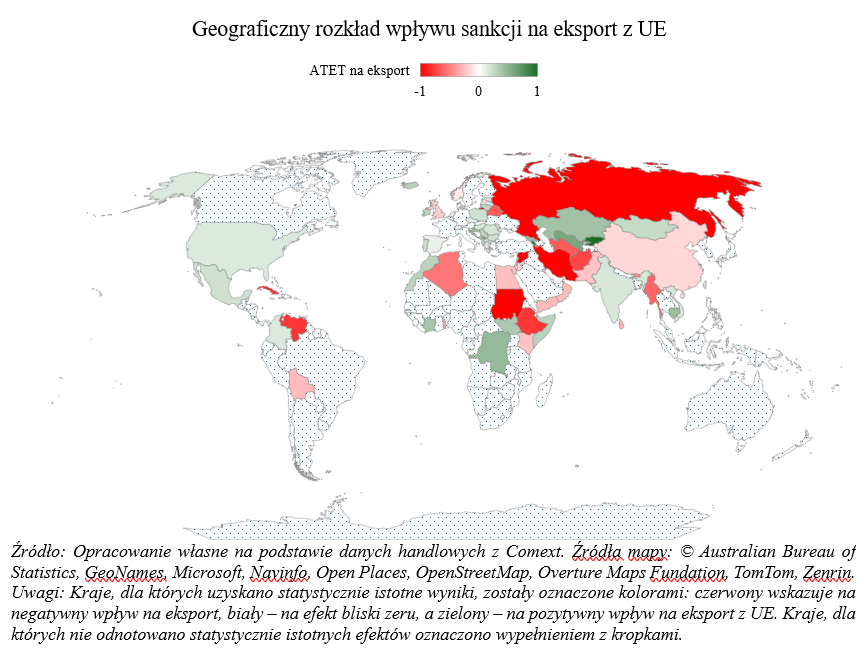 Geograficzny rozkład wpływu sankcji na eksport z UE
ATET na eksport
-1 0 1
Źródło: Opracowanie własne na podstawie danych handlowych z Comext. Źródła mapy: © Australian Bureau of
Statistics, GeoNames, Microsoft, Navinfo, Open Places, OpenStreetMap, Overture Maps Fundation, TomTom, Zenrin.
Uwagi: Kraje, dla których uzyskano statystycznie istotne wyniki, zostały oznaczone kolorami: czerwony wskazuje na
negatywny wpływ na eksport, biały – na efekt bliski zeru, a zielony – na pozytywny wpływ na eksport z UE. Kraje, dla
których nie odnotowano statystycznie istotnych efektów oznaczono wypełnieniem z kropkami.